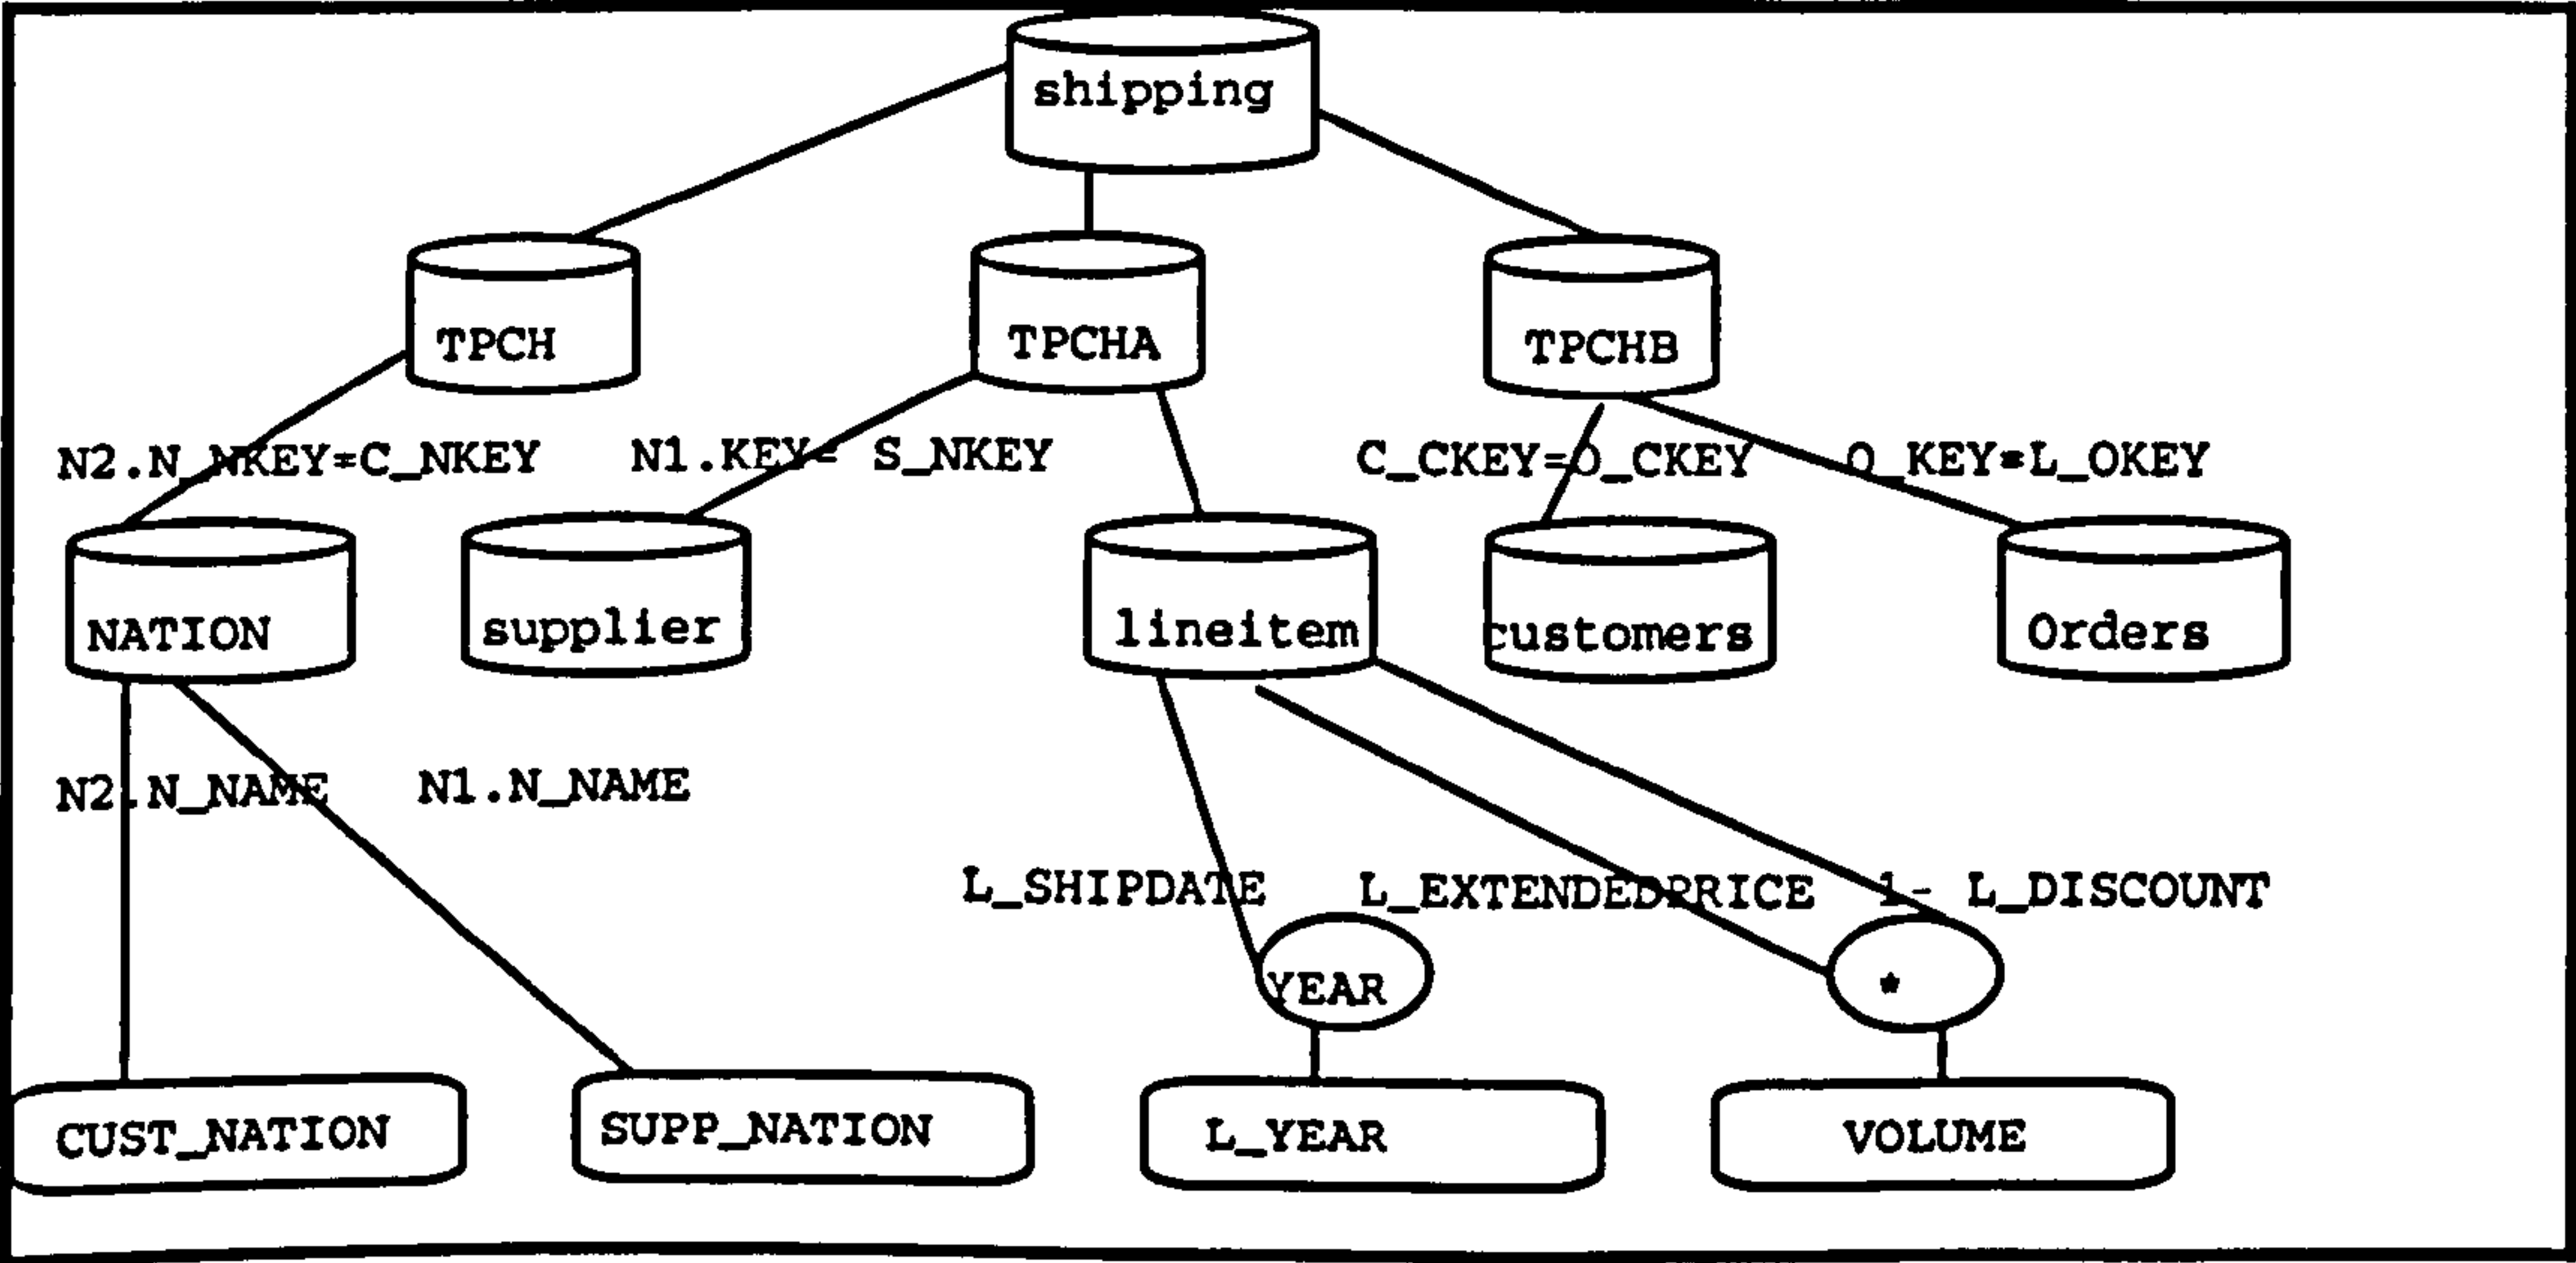 shipping
TPCH
TPCHA
TPCHB
N2.N_NKEY=C_NKEY
N1.KEY= S_NKEY
C_CKEY=O_CKEY
O_KEY=L_OKEY
NATION
supplier
lineitem
customers
Orders
N2.N_NAME
N1.N_NAME
L_SHIPDATE
L_EXTENDEDPRICE
1- L_DISCOUNT
YEAR
*
CUST_NATION
SUPP_NATION
L_YEAR
VOLUME